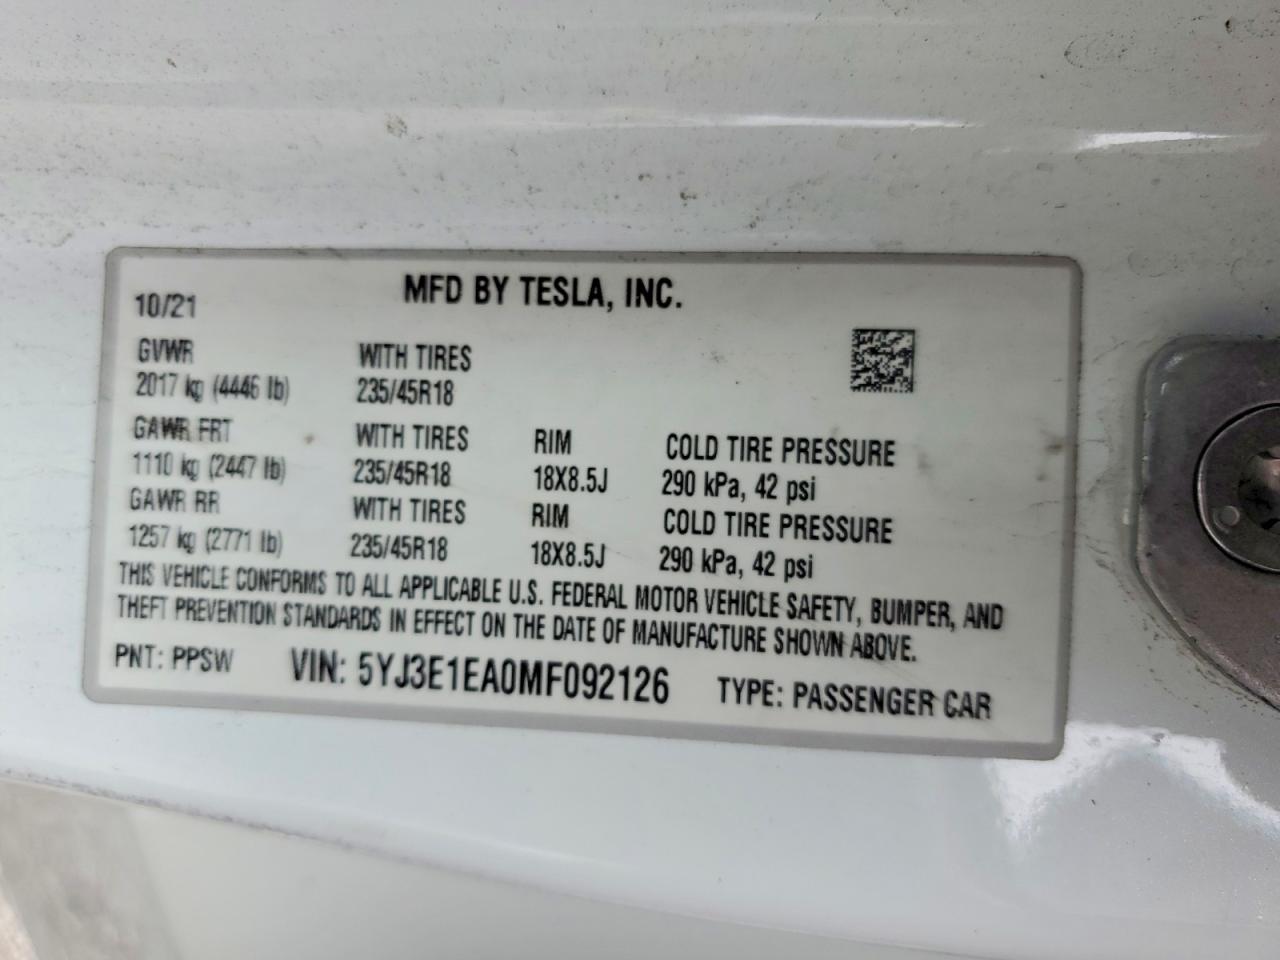 MFD BY TESLA, INC.
10/21
GVWR WITH TIRES
2017 kg (4446 lb) 235/45R18
GAWR FRT WITH TIRES RIM COLD TIRE PRESSURE
1110 kg (2447 lb) 235/45R18 18X8.5J 290 kPa, 42 psi
GAWR RR WITH TIRES RIM COLD TIRE PRESSURE
1257 kg (2771 lb) 235/45R18 18X8.5J 290 kPa, 42 psi
THIS VEHICLE CONFORMS TO ALL APPLICABLE U.S. FEDERAL MOTOR VEHICLE SAFETY, BUMPER, AND
THEFT PREVENTION STANDARDS IN EFFECT ON THE DATE OF MANUFACTURE SHOWN ABOVE.
PNT: PPSW VIN: 5YJ3E1EA0MF092126 TYPE: PASSENGER CAR